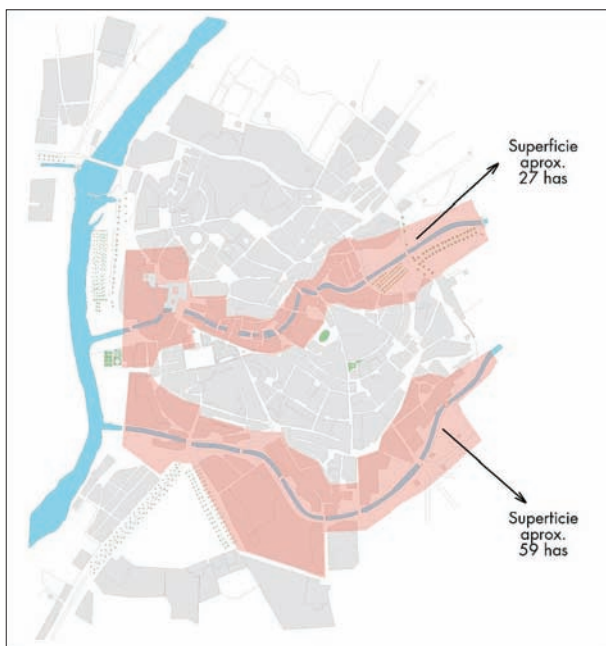 Superficie
aprox.
27 has
Superficie
aprox.
59 has